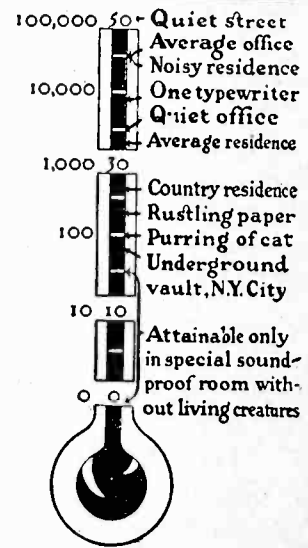 100,000 50 Quiet street
Average office
Noisy residence
10,000 One typewriter
Quiet office
Average residence
1,000 30
Country residence
Rustling paper
100 Purring of cat
Underground
vault, N.Y. City
10 10
Attainable only
in special sound-
proof room with-
out living creatures
0 0